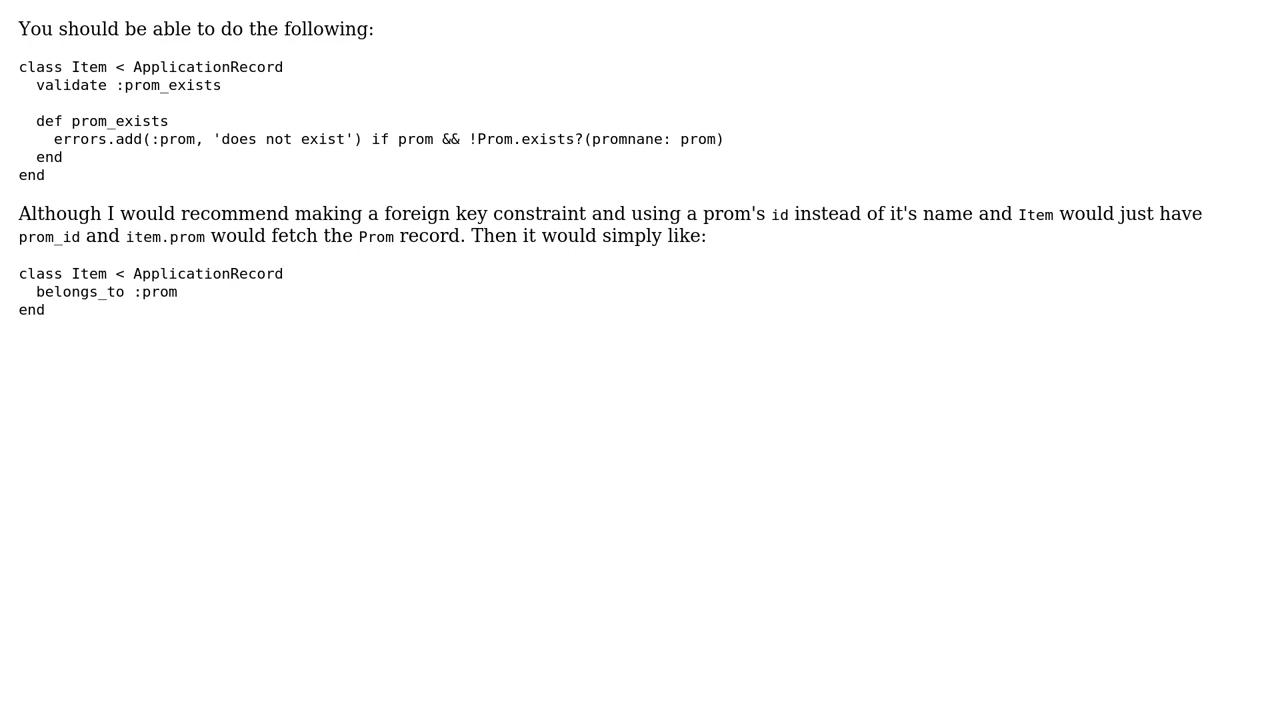 You should be able to do the following:
class Item < ApplicationRecord
  validate :prom_exists

  def prom_exists
    errors.add(:prom, 'does not exist') if prom && !Prom.exists?(promnane: prom)
  end
end
Although I would recommend making a foreign key constraint and using a prom's id instead of it's name and Item would just have
prom_id and item.prom would fetch the Prom record. Then it would simply like:
class Item < ApplicationRecord
  belongs_to :prom
end